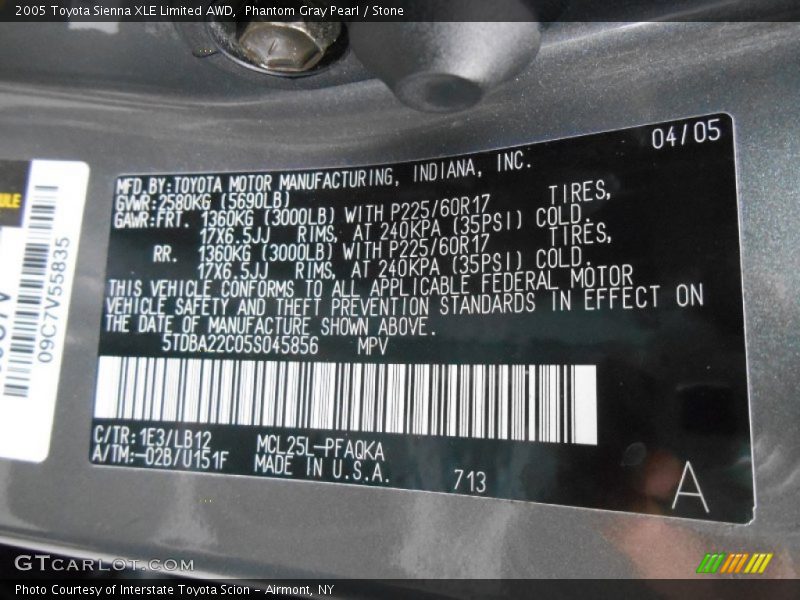 2005 Toyota Sienna XLE Limited AWD, Phantom Gray Pearl / Stone
04/05
MFD.BY:TOYOTA MOTOR MANUFACTURING, INDIANA, INC.
GVWR:2580KG (5690LB)
GAWR:FRT. 1360KG (3000LB) WITH P225/60R17 TIRES,
17X6.5JJ RIMS, AT 240KPA (35PSI) COLD.
RR. 1360KG (3000LB) WITH P225/60R17 TIRES,
17X6.5JJ RIMS, AT 240KPA (35PSI) COLD.
THIS VEHICLE CONFORMS TO ALL APPLICABLE FEDERAL MOTOR
VEHICLE SAFETY AND THEFT PREVENTION STANDARDS IN EFFECT ON
THE DATE OF MANUFACTURE SHOWN ABOVE.
5TDBA22C05S045856 MPV
C/TR:1E3/LB12 MCL25L-PFAQKA
A/TM:-02B/U151F MADE IN U.S.A.
713
A
09C7V55835
GTCARLOT.COM
Photo Courtesy of Interstate Toyota Scion - Airmont, NY